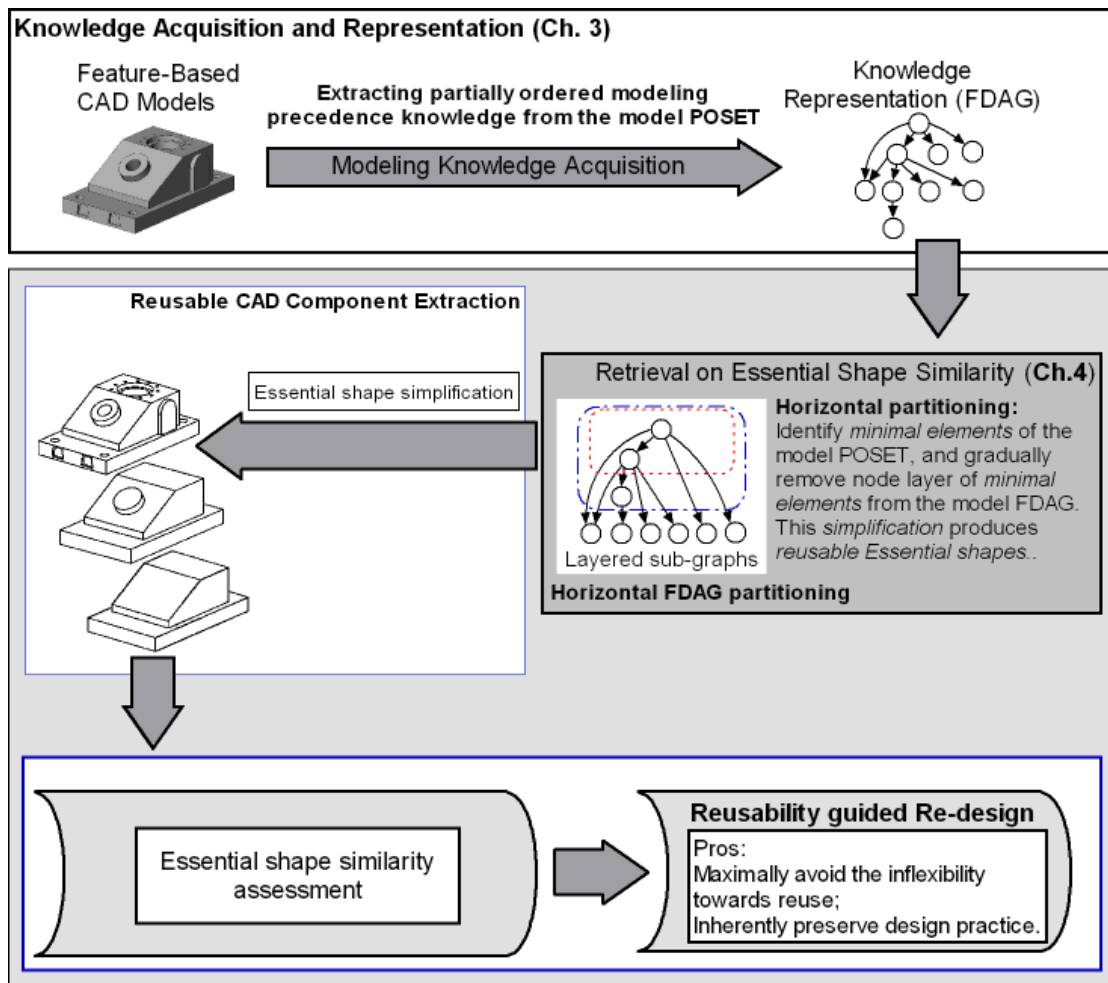 Knowledge Acquisition and Representation (Ch. 3)
Feature-Based
CAD Models
Extracting partially ordered modeling
precedence knowledge from the model POSET
Modeling Knowledge Acquisition
Knowledge
Representation (FDAG)
Reusable CAD Component Extraction
Essential shape simplification
Retrieval on Essential Shape Similarity (Ch.4)
Horizontal partitioning:
Identify minimal elements of the
model POSET, and gradually
remove node layer of minimal
elements from the model FDAG.
This simplification produces
reusable Essential shapes..
Layered sub-graphs
Horizontal FDAG partitioning
Essential shape similarity
assessment
Reusability guided Re-design
Pros:
Maximally avoid the inflexibility
towards reuse;
Inherently preserve design practice.